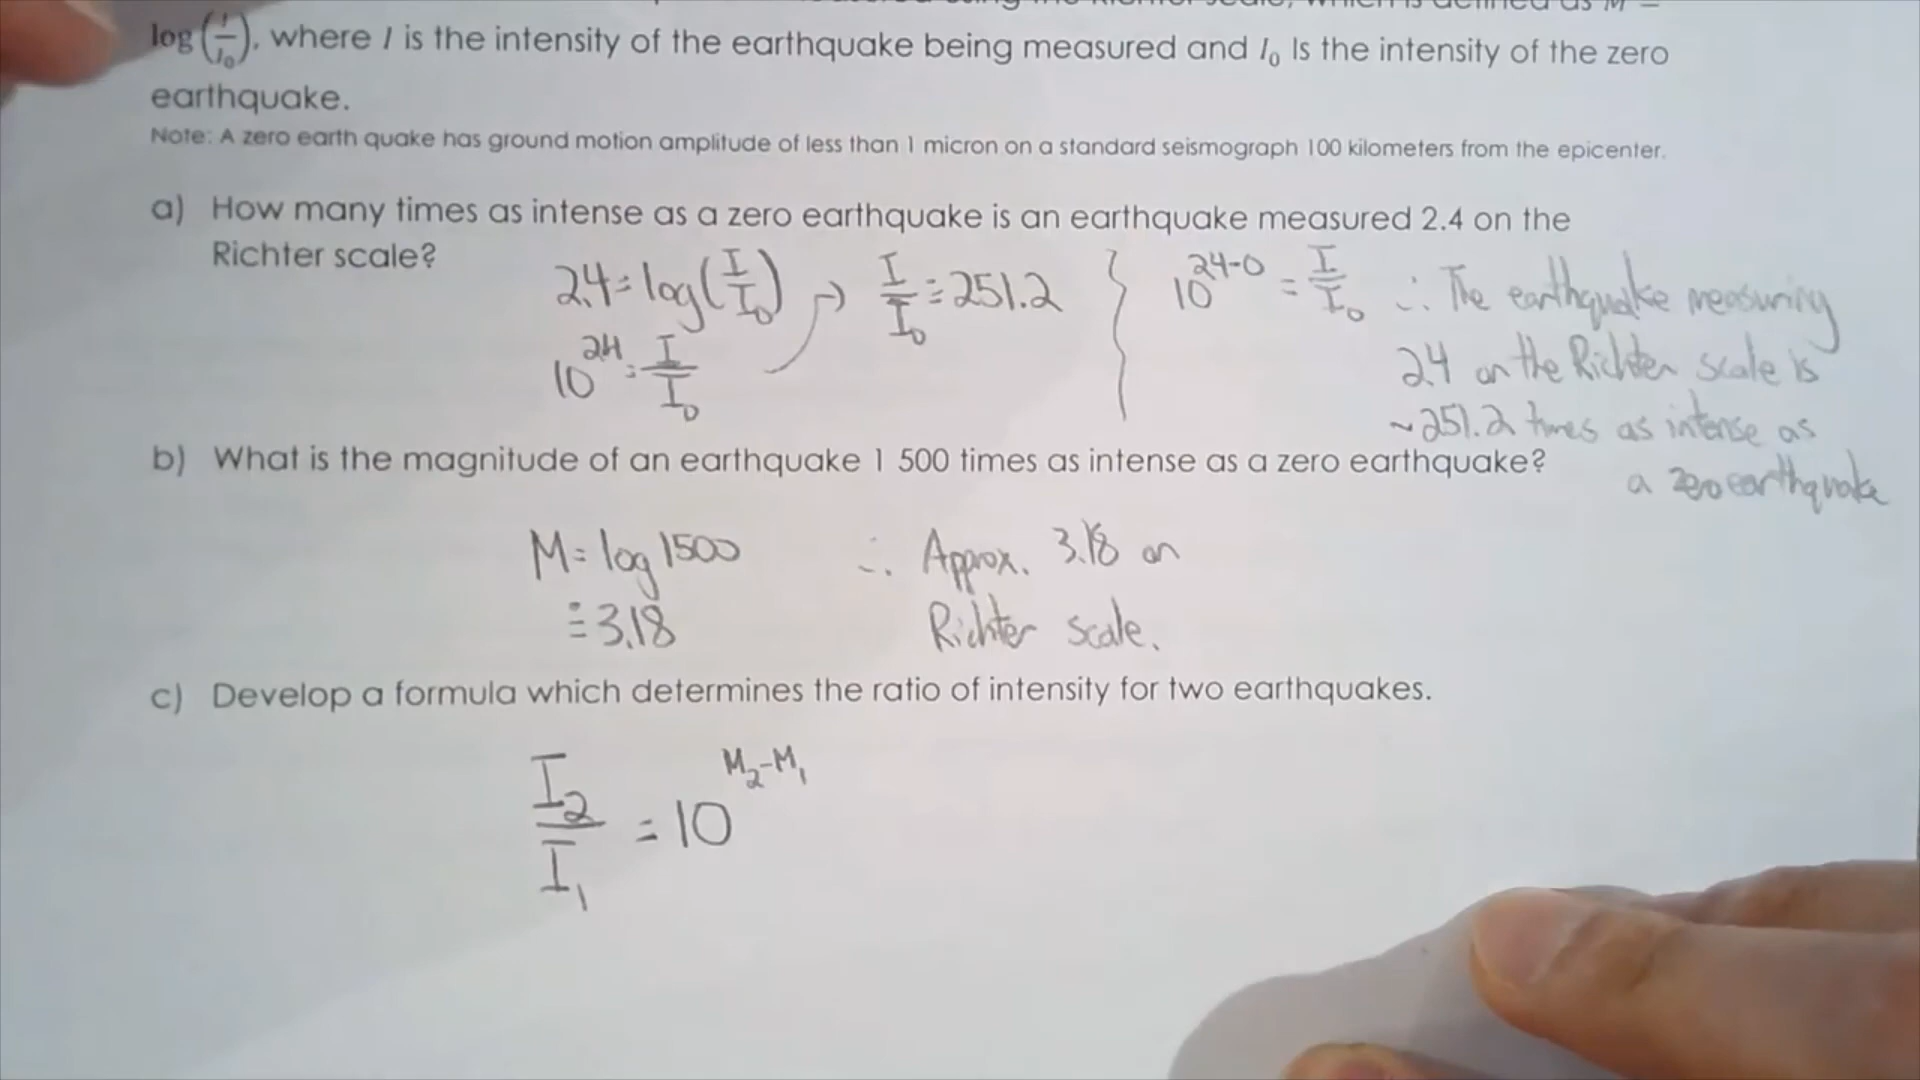 log(I/I₀), where I is the intensity of the earthquake being measured and I₀ Is the intensity of the zero
earthquake.
Note: A zero earth quake has ground motion amplitude of less than 1 micron on a standard seismograph 100 kilometers from the epicenter.
a) How many times as intense as a zero earthquake is an earthquake measured 2.4 on the
Richter scale?
2.4 = log(I/I₀) → I/I₀ ≐ 251.2
10^2.4 = I/I₀
10^2.4-0 = I/I₀
∴ The earthquake measuring
2.4 on the Richter scale is
~251.2 times as intense as
a zero earthquake
b) What is the magnitude of an earthquake 1 500 times as intense as a zero earthquake?
M = log 1500
≐ 3.18
∴ Approx. 3.18 on
Richter scale.
c) Develop a formula which determines the ratio of intensity for two earthquakes.
I₂/I₁ = 10^M₂-M₁